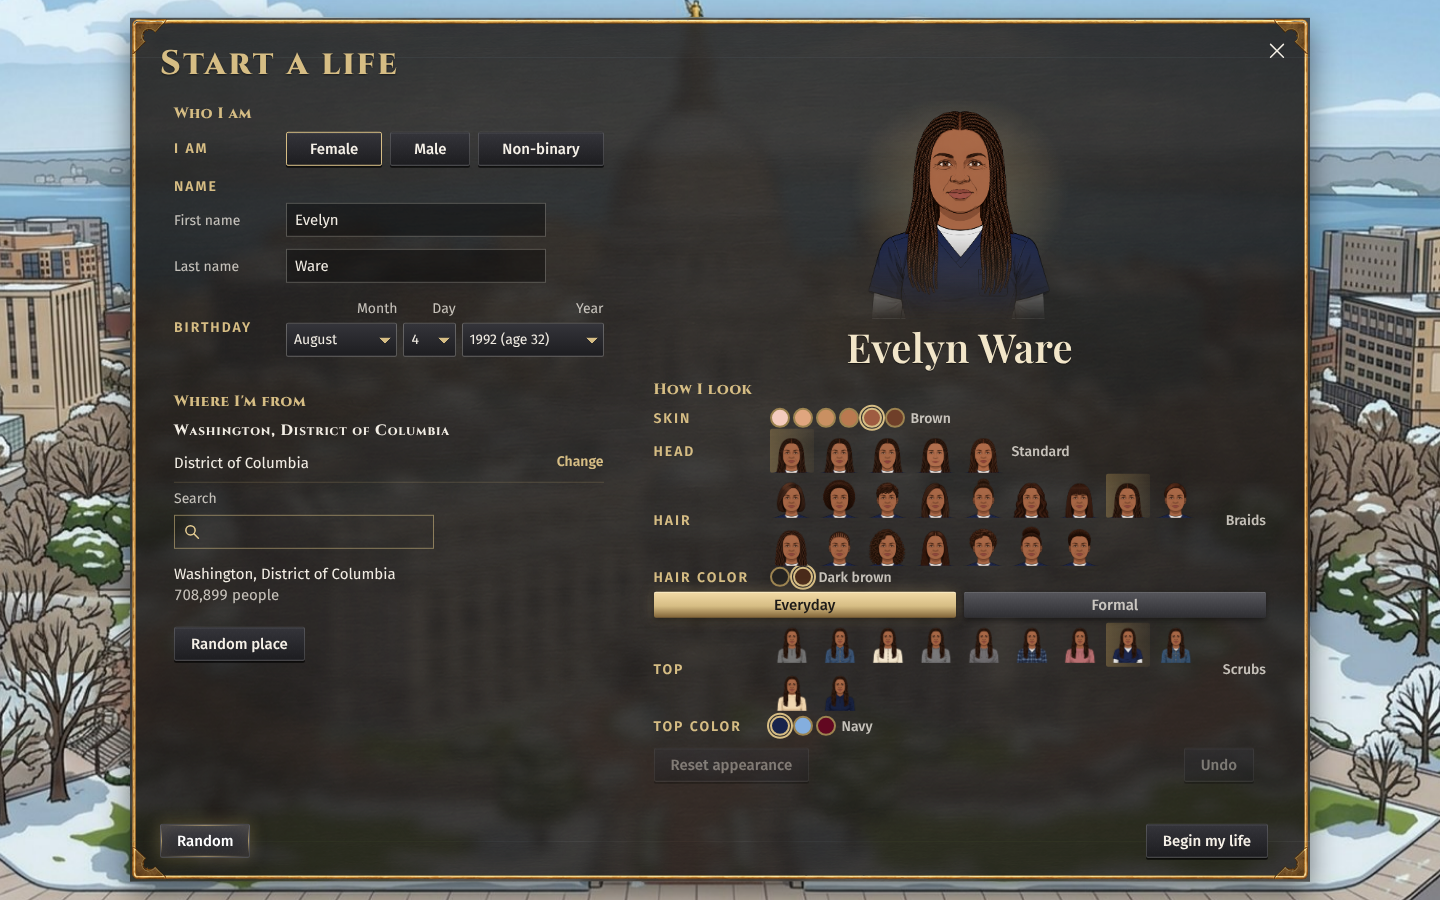 Start a life
Who I am
I AM
Female
Male
Non-binary
NAME
First name
Evelyn
Last name
Ware
Month
Day
Year
BIRTHDAY
August
4
1992 (age 32)
Where I'm from
Washington, District of Columbia
District of Columbia
Change
Search
Washington, District of Columbia
708,899 people
Random place
Random
Evelyn Ware
How I look
SKIN
Brown
HEAD
Standard
HAIR
Braids
HAIR COLOR
Dark brown
Everyday
Formal
TOP
Scrubs
TOP COLOR
Navy
Reset appearance
Undo
Begin my life